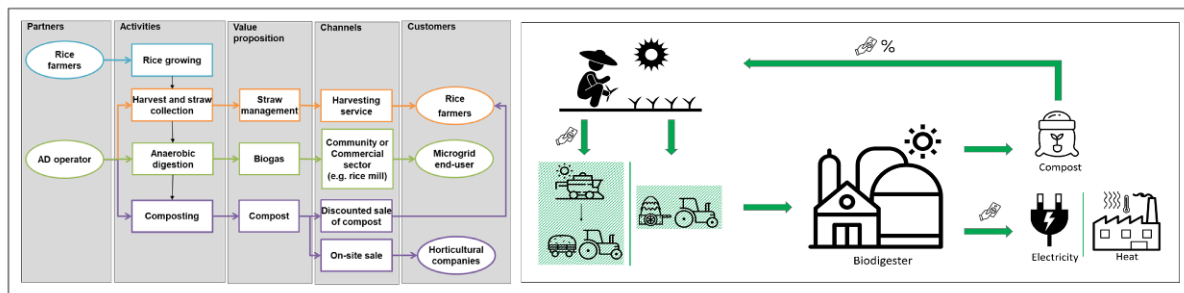 Partners
Activities
Value
proposition
Channels
Customers
Rice
farmers
Rice growing
Harvest and straw
collection
Straw
management
Harvesting
service
Rice
farmers
AD operator
Anaerobic
digestion
Biogas
Community or
Commercial
sector
(e.g. rice mill)
Microgrid
end-user
Composting
Compost
Discounted sale
of compost
On-site sale
Horticultural
companies
%
Compost
Biodigester
Electricity
Heat